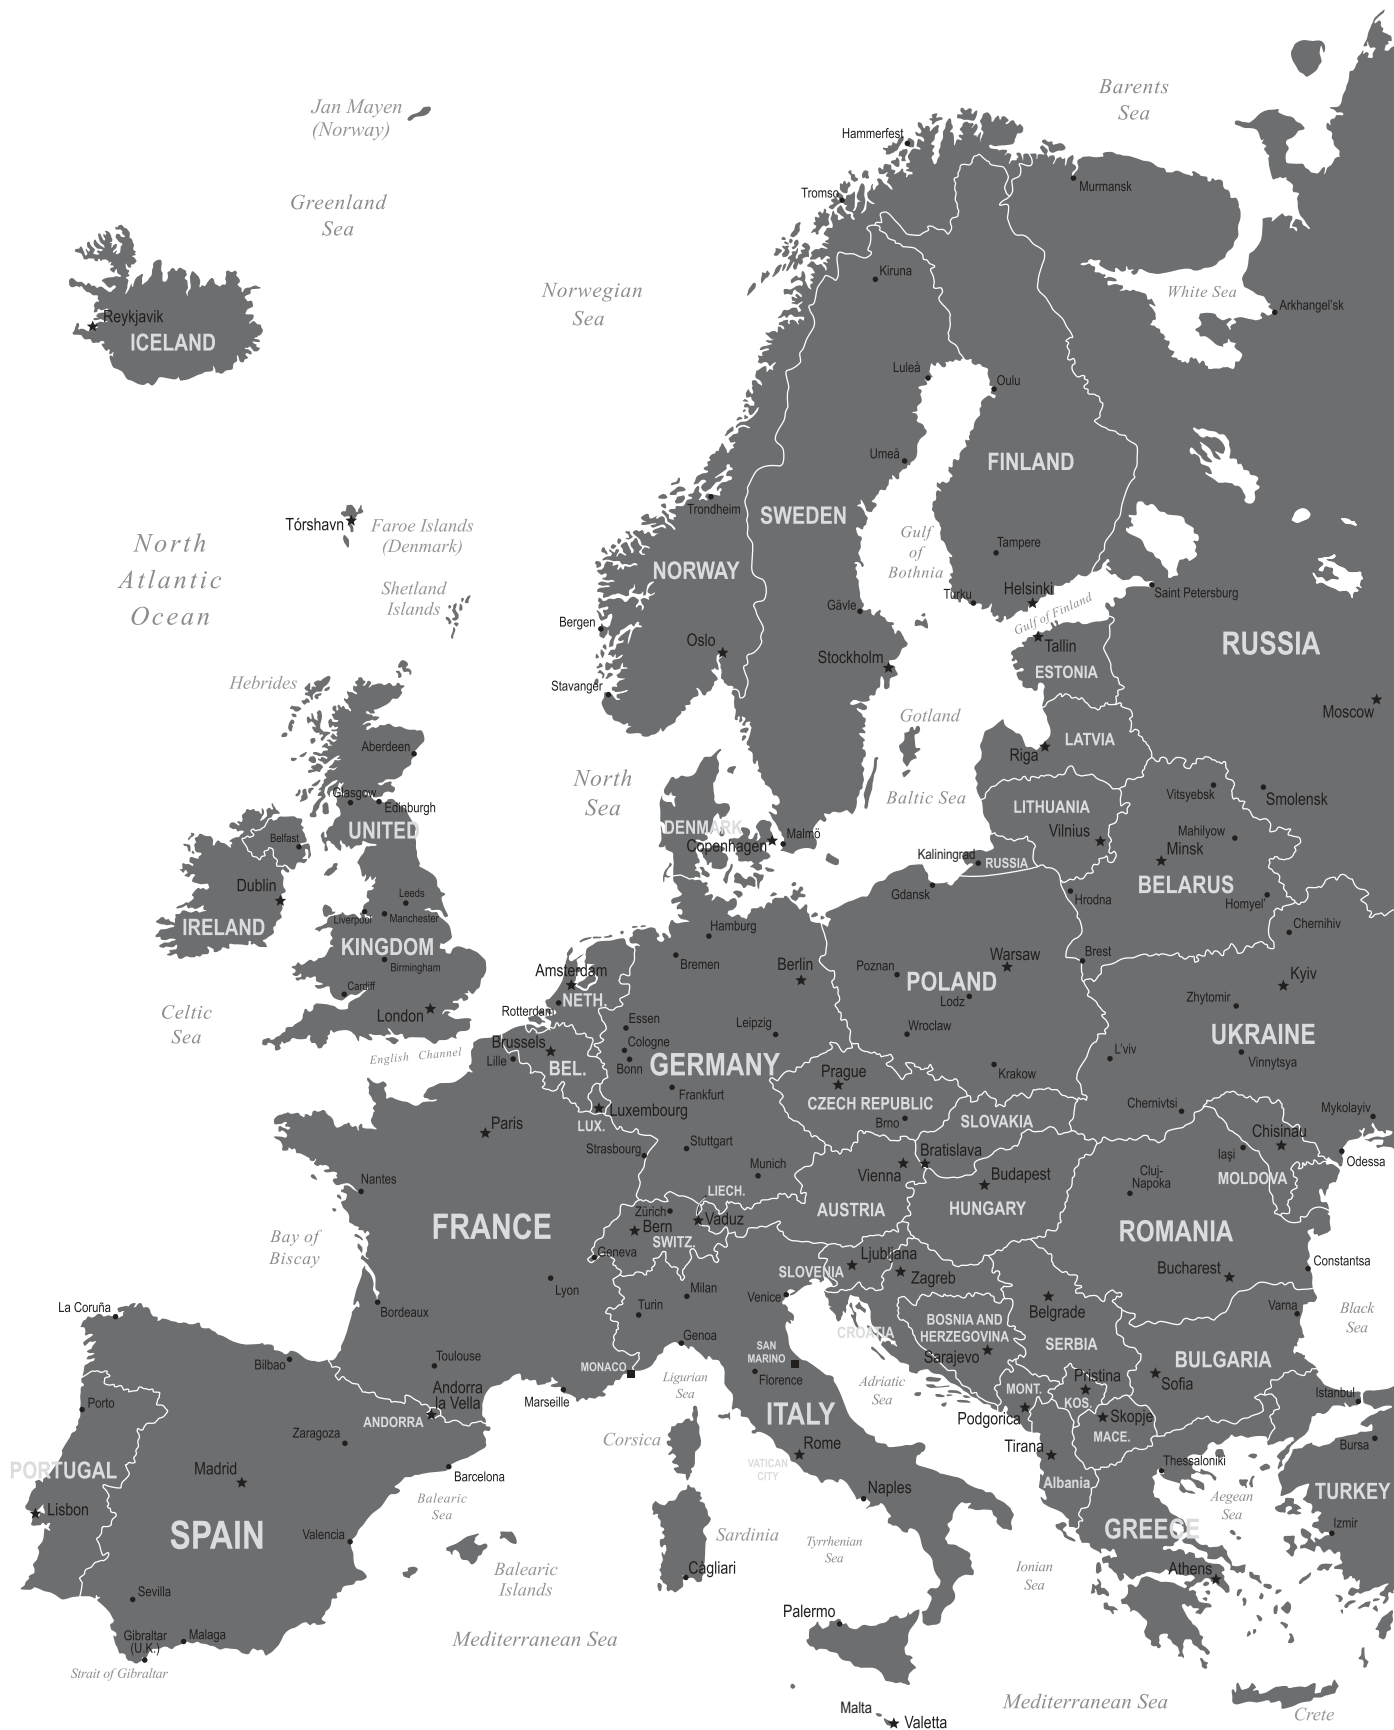 Barents
Sea
Jan Mayen
(Norway)
Hammerfest
Murmansk
Tromsø
Greenland
Sea
Kiruna
Norwegian
Sea
White Sea
Arkhangel'sk
Reykjavik
ICELAND
Luleå
Oulu
Umeå
FINLAND
Trondheim
SWEDEN
Tórshavn
Faroe Islands
(Denmark)
Gulf
of
Bothnia
Tampere
North
Atlantic
Ocean
NORWAY
Shetland
Islands
Helsinki
Turku
Saint Petersburg
Gävle
Gulf of Finland
Bergen
Oslo
Tallin
RUSSIA
Stockholm
ESTONIA
Hebrides
Stavanger
Moscow
Gotland
Aberdeen
Riga
LATVIA
North
Sea
Glasgow
Edinburgh
Baltic Sea
LITHUANIA
Vitsyebsk
Smolensk
UNITED
DENMARK
Malmö
Vilnius
Mahilyow
Belfast
Copenhagen
Minsk
Kaliningrad
RUSSIA
Dublin
Leeds
Gdansk
Hrodna
BELARUS
Homyel'
IRELAND
Liverpool
Manchester
Hamburg
Chernihiv
KINGDOM
Birmingham
Bremen
Berlin
Poznan
Warsaw
Brest
Amsterdam
POLAND
Kyiv
Cardiff
NETH.
Lodz
Zhytomir
Celtic
Sea
London
Rotterdam
Essen
Leipzig
Wroclaw
UKRAINE
English Channel
Brussels
Cologne
L'viv
Lille
BEL.
Bonn
GERMANY
Krakow
Vinnytsya
Prague
Frankfurt
CZECH REPUBLIC
Chernivtsi
Mykolayiv
Paris
Luxembourg
LUX.
Brno
SLOVAKIA
Chisinau
Strasbourg
Stuttgart
Bratislava
Iași
Odessa
Nantes
Munich
Vienna
Budapest
Cluj-
Napoka
MOLDOVA
LIECH.
AUSTRIA
HUNGARY
Zürich
Vaduz
FRANCE
Bern
SWITZ.
ROMANIA
Bay of
Biscay
Geneva
Ljubljana
SLOVENIA
Zagreb
Bucharest
Constantsa
Lyon
Milan
Venice
La Coruña
Bordeaux
Turin
Belgrade
Varna
Black
Sea
BOSNIA AND
HERZEGOVINA
CROATIA
Genoa
SAN
MARINO
SERBIA
Bilbao
Toulouse
MONACO
Florence
Sarajevo
BULGARIA
Andorra
la Vella
Marseille
Ligurian
Sea
Adriatic
Sea
MONT.
Pristina
Sofia
Istanbul
Porto
ANDORRA
KOS.
Podgorica
Skopje
ITALY
Zaragoza
Corsica
Rome
Tirana
MACE.
Bursa
PORTUGAL
Madrid
Barcelona
VATICAN
CITY
Thessaloniki
Albania
Lisbon
Balearic
Sea
Naples
Aegean
Sea
TURKEY
SPAIN
Valencia
Sardinia
GREECE
Izmir
Tyrrhenian
Sea
Balearic
Islands
Càgliari
Ionian
Sea
Athens
Sevilla
Palermo
Gibraltar
(U.K.)
Malaga
Mediterranean Sea
Strait of Gibraltar
Malta
Valetta
Mediterranean Sea
Crete